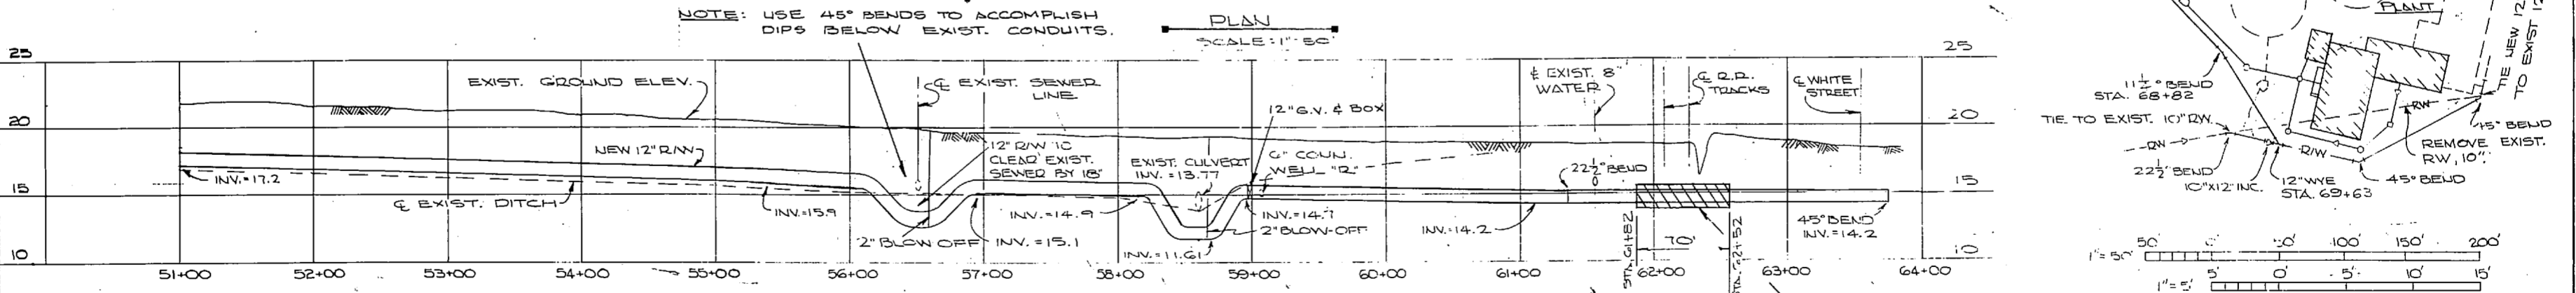 NOTE: USE 45° BENDS TO ACCOMPLISH
DIPS BELOW EXIST. CONDUITS.
PLAN
SCALE: 1"=50'
25
20
15
10
EXIST. GROUND ELEV.
NEW 12" R/W
INV.=17.2
℄ EXIST. DITCH
INV.=15.9
℄ EXIST. SEWER
LINE
12" R/W TO
CLEAR EXIST.
SEWER BY 18"
2" BLOW OFF
INV.=15.1
EXIST. CULVERT
INV.=13.77
INV.=14.9
INV.=11.61
12" G.V. & BOX
6" CONN.
WELL "R"
INV.=14.7
2" BLOW-OFF
℄ EXIST. 8"
WATER
22½° BEND
INV.=14.2
℄ R.R.
TRACKS
℄ WHITE
STREET
STA. 61+82
70'
STA. 62+52
45° BEND
INV.=14.2
25
20
15
10
51+00
52+00
53+00
54+00
55+00
56+00
57+00
58+00
59+00
60+00
61+00
62+00
63+00
64+00
PLANT
TIE NEW 12"
TO EXIST 12"
11¼° BEND
STA. 68+82
TIE TO EXIST. 10" RW.
RW
RW
R/W
45° BEND
REMOVE EXIST.
RW, 10"
22½° BEND
10"X12" INC.
12" WYE
STA. 69+63
45° BEND
1"=50'
50'
0'
50'
100'
150'
200'
1"=5'
5'
0'
5'
10'
15'